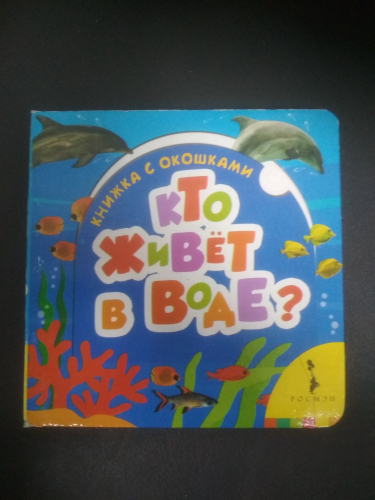 КНИЖКА С ОКОШКАМИ
КТО
ЖИВЁТ
В ВОДЕ?
РОСМЭН